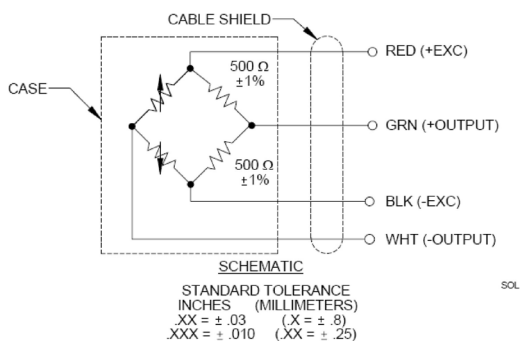 CABLE SHIELD
RED (+EXC)
500 Ω
±1%
CASE
GRN (+OUTPUT)
500 Ω
±1%
BLK (-EXC)
WHT (-OUTPUT)
SCHEMATIC
SOL
STANDARD TOLERANCE
INCHES (MILLIMETERS)
.XX = ± .03 (.X = ± .8)
.XXX = ± .010 (.XX = ± .25)